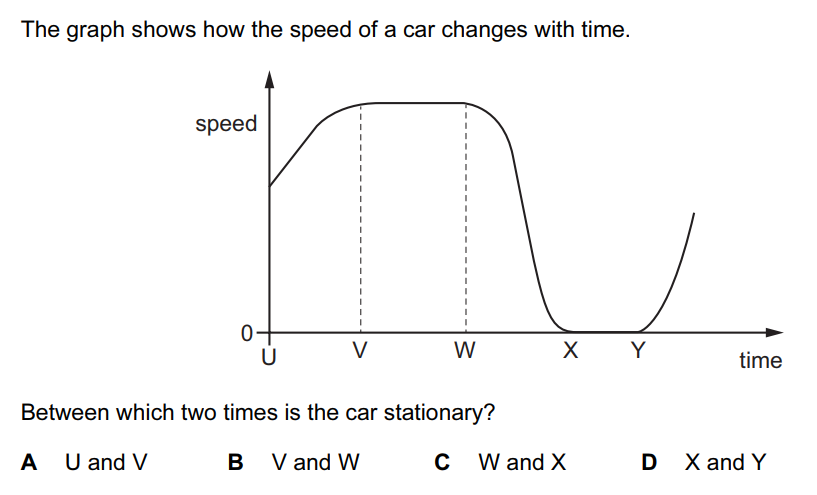 The graph shows how the speed of a car changes with time.
speed
0
U V W X Y
time
Between which two times is the car stationary?
A U and V B V and W C W and X D X and Y